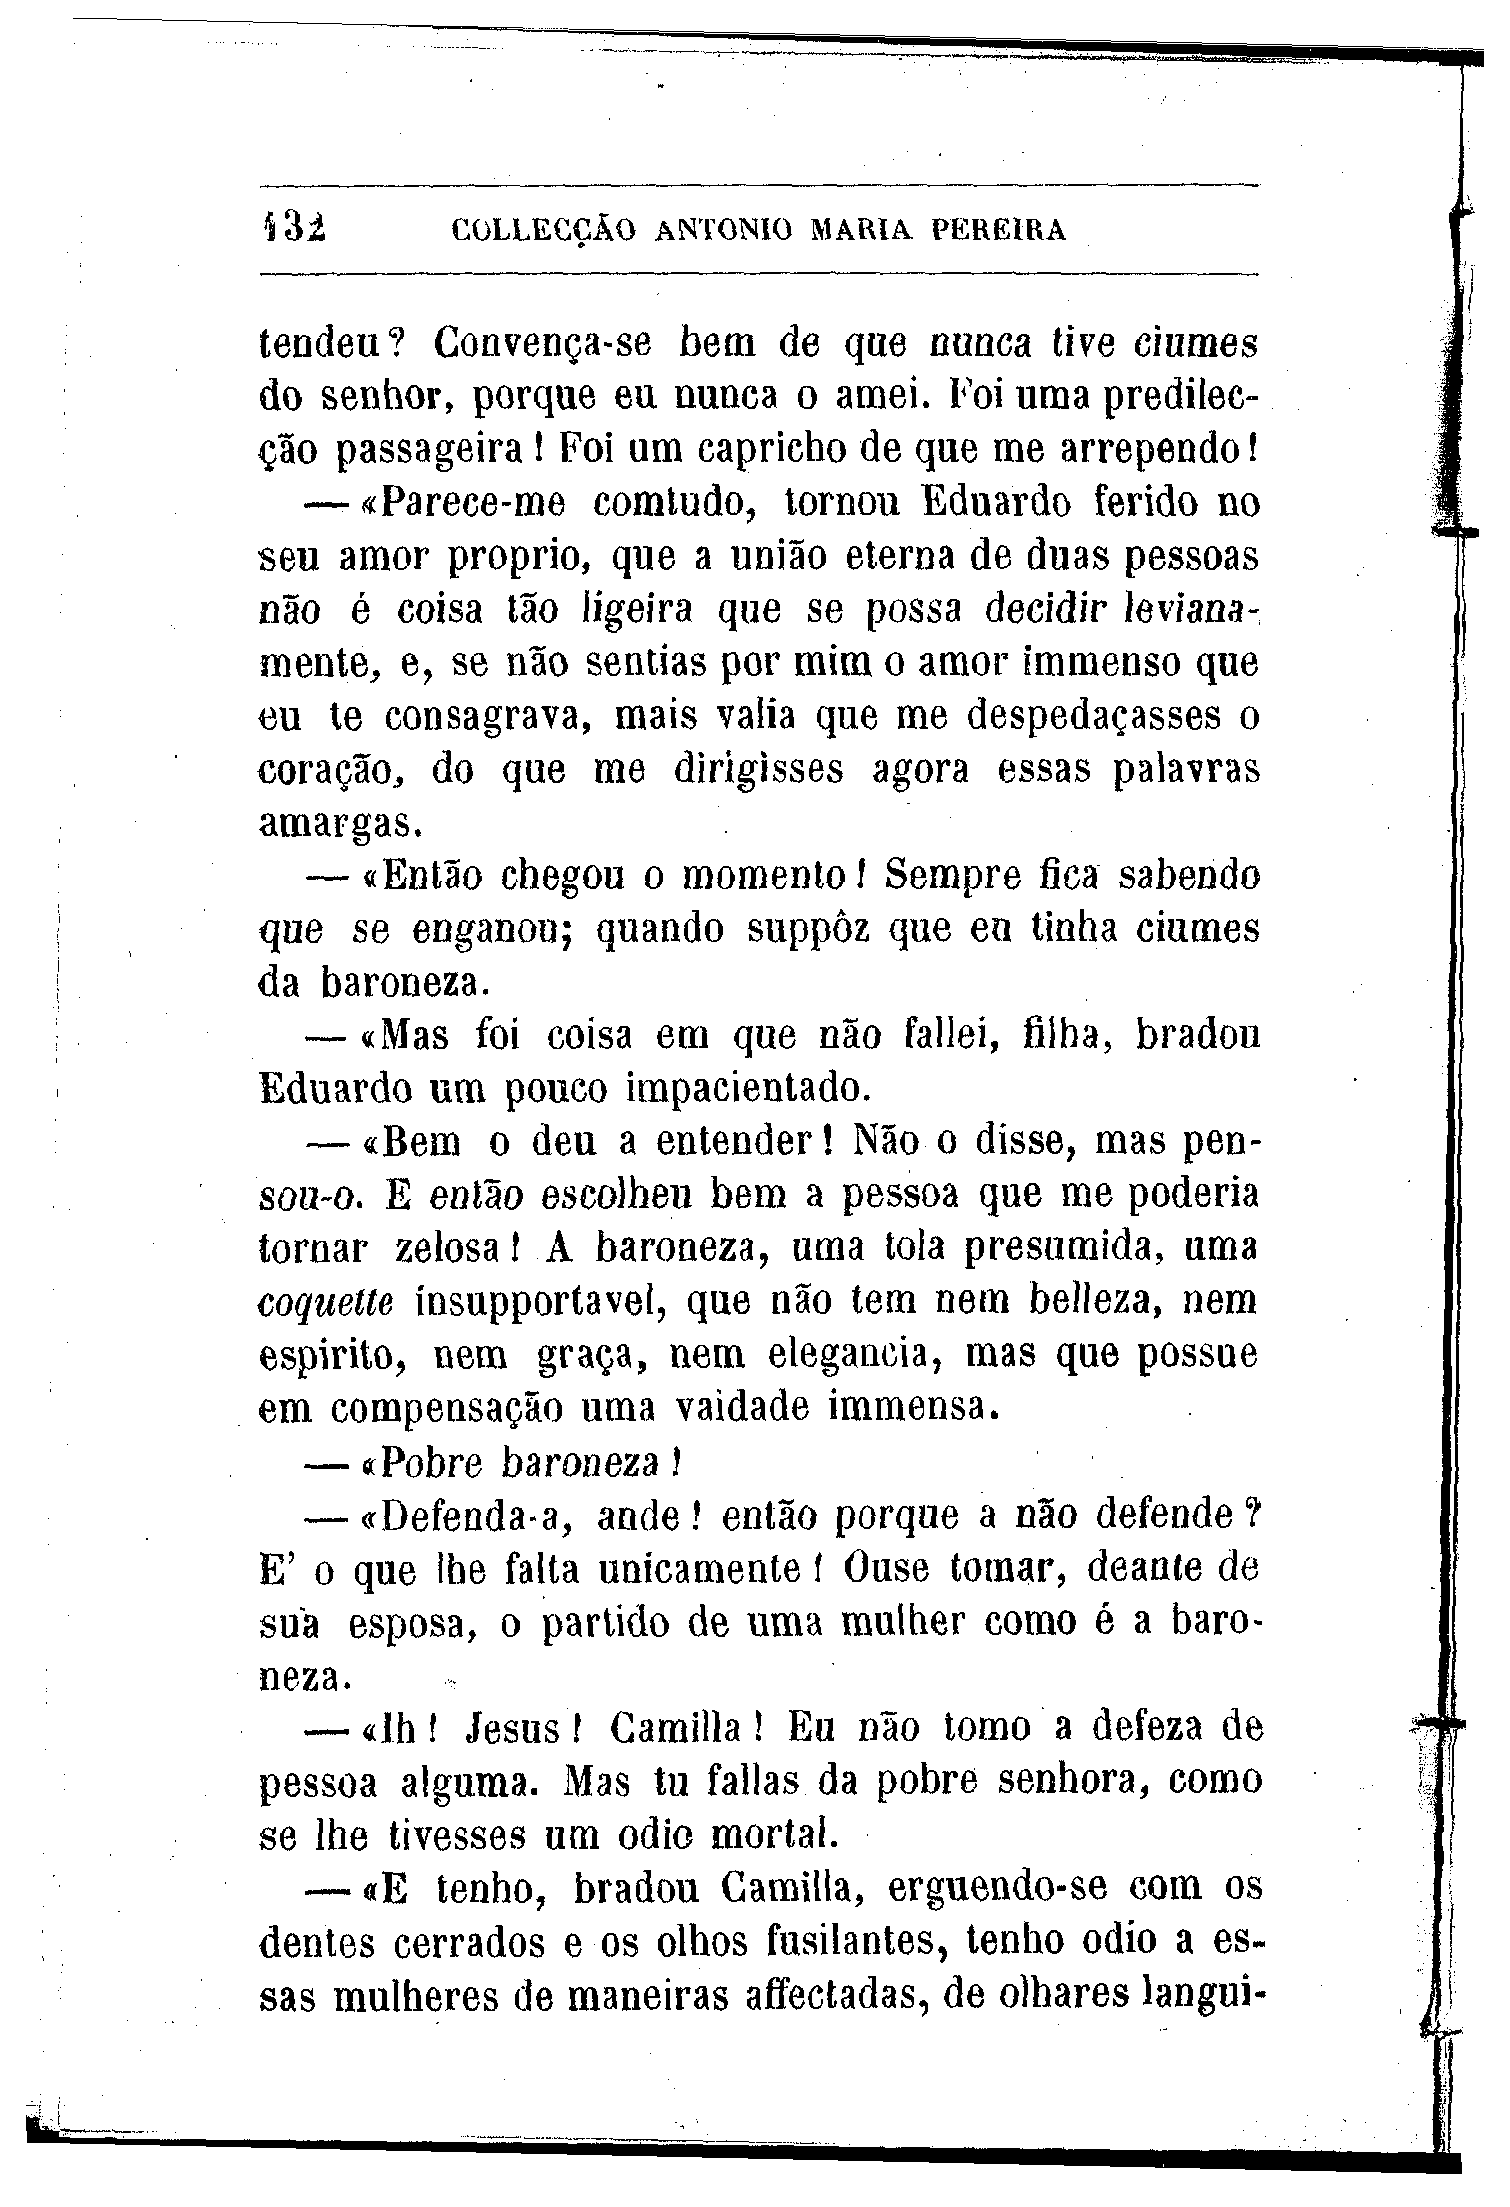 132 COLLECÇÃO ANTONIO MARIA PEREIRA
tendeu? Convença-se bem de que nunca tive ciumes
do senhor, porque eu nunca o amei. Foi uma predilec-
ção passageira! Foi um capricho de que me arrependo!
— «Parece-me comtudo, tornou Eduardo ferido no
seu amor proprio, que a união eterna de duas pessoas
não é coisa tão ligeira que se possa decidir leviana-
mente, e, se não sentias por mim o amor immenso que
eu te consagrava, mais valia que me despedaçasses o
coração, do que me dirigisses agora essas palavras
amargas.
— «Então chegou o momento! Sempre fica sabendo
que se enganou; quando suppôz que eu tinha ciumes
da baroneza.
— «Mas foi coisa em que não fallei, filha, bradou
Eduardo um pouco impacientado.
— «Bem o deu a entender! Não o disse, mas pen-
sou-o. E então escolheu bem a pessoa que me poderia
tornar zelosa! A baroneza, uma tola presumida, uma
coquette insupportavel, que não tem nem belleza, nem
espirito, nem graça, nem elegancia, mas que possue
em compensação uma vaidade immensa.
— «Pobre baroneza!
— «Defenda-a, ande! então porque a não defende?
E' o que lhe falta unicamente! Ouse tomar, deante de
sua esposa, o partido de uma mulher como é a baro-
neza.
— «Ih! Jesus! Camilla! Eu não tomo a defeza de
pessoa alguma. Mas tu fallas da pobre senhora, como
se lhe tivesses um odio mortal.
— «E tenho, bradou Camilla, erguendo-se com os
dentes cerrados e os olhos fusilantes, tenho odio a es-
sas mulheres de maneiras affectadas, de olhares langui-